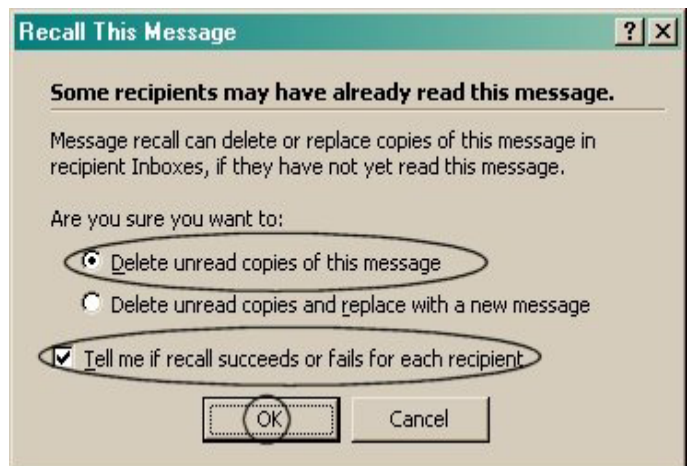 Recall This Message
Some recipients may have already read this message.
Message recall can delete or replace copies of this message in
recipient Inboxes, if they have not yet read this message.
Are you sure you want to:
Delete unread copies of this message
Delete unread copies and replace with a new message
Tell me if recall succeeds or fails for each recipient
OK Cancel